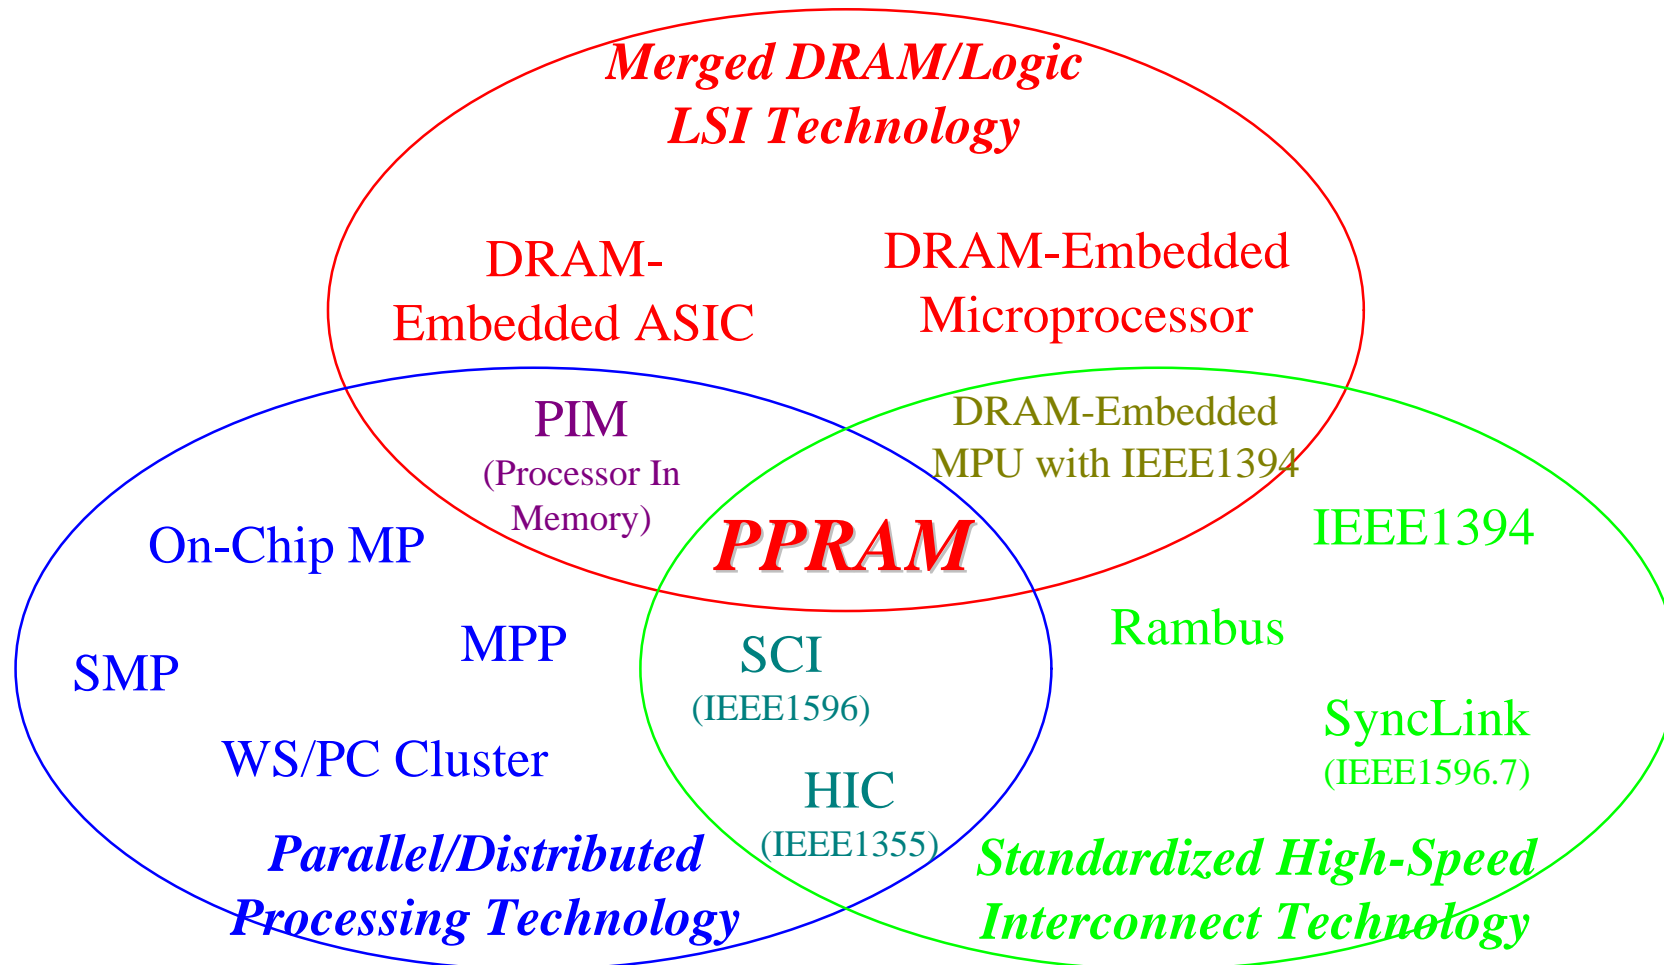 Merged DRAM/Logic
LSI Technology
DRAM-
Embedded ASIC
DRAM-Embedded
Microprocessor
PIM
(Processor In
Memory)
DRAM-Embedded
MPU with IEEE1394
PPRAM
On-Chip MP
IEEE1394
MPP
SMP
Rambus
SCI
(IEEE1596)
SyncLink
(IEEE1596.7)
WS/PC Cluster
HIC
(IEEE1355)
Parallel/Distributed
Processing Technology
Standardized High-Speed
Interconnect Technology